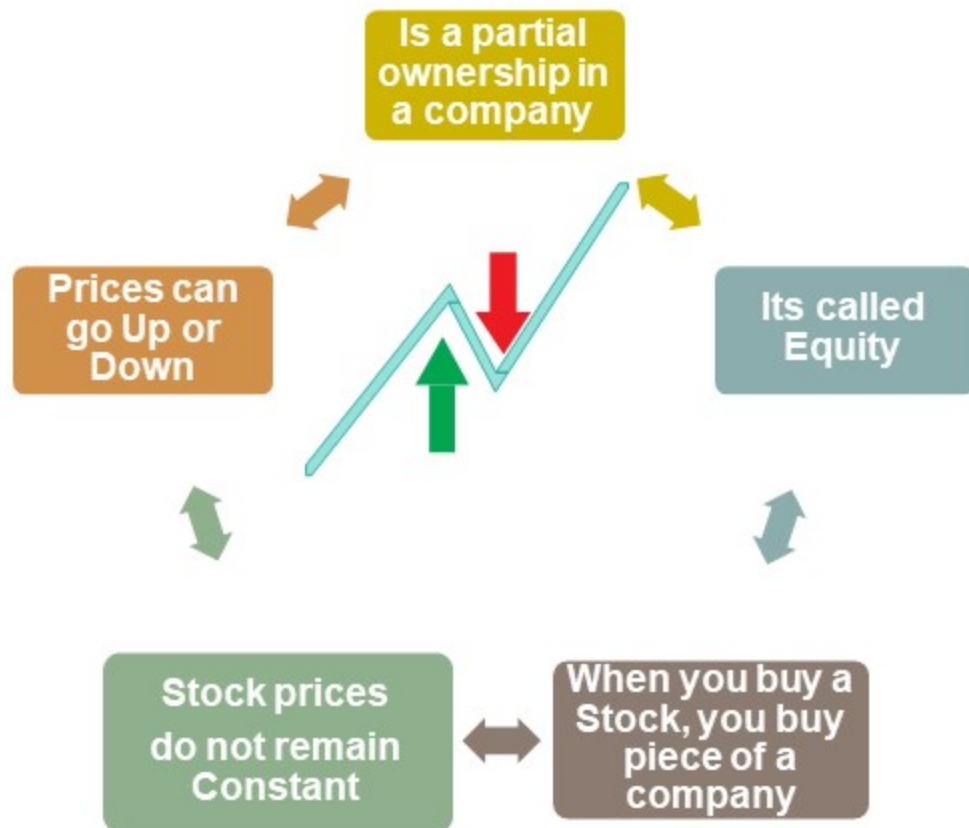 Is a partial
ownership in
a company
Prices can
go Up or
Down
Its called
Equity
Stock prices
do not remain
Constant
When you buy a
Stock, you buy
piece of a
company